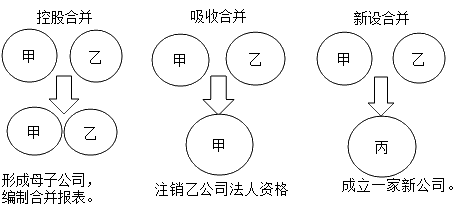 控股合并
吸收合并
新设合并
甲 乙
甲 乙
甲 乙
甲 乙
甲
丙
形成母子公司，
编制合并报表。
注销乙公司法人资格
成立一家新公司。